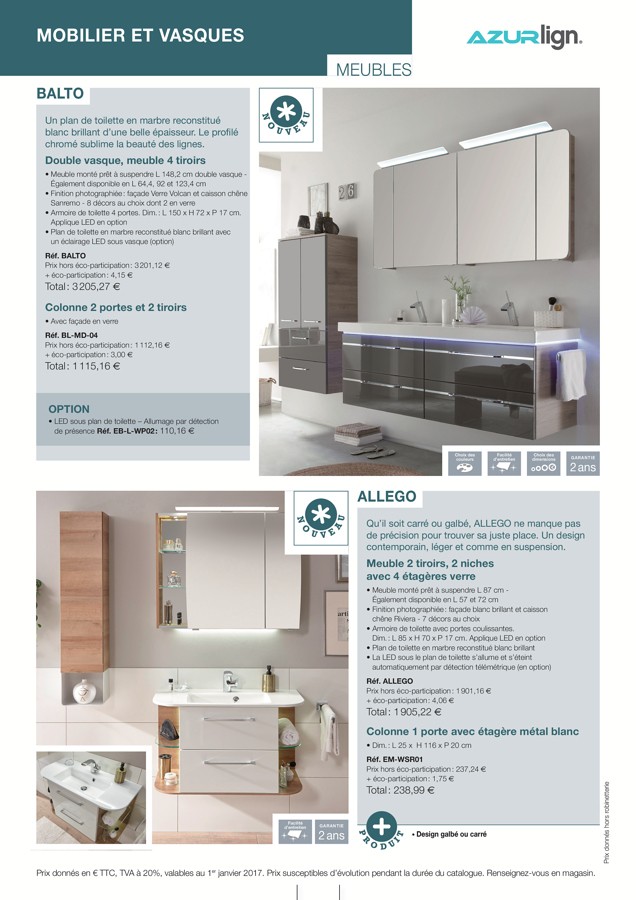 MOBILIER ET VASQUES
AZURlign®
MEUBLES
BALTO
Un plan de toilette en marbre reconstitué
blanc brillant d'une belle épaisseur. Le profilé
chromé sublime la beauté des lignes.
Double vasque, meuble 4 tiroirs
• Meuble monté prêt à suspendre L 148,2 cm double vasque -
Également disponible en L 64,4, 92 et 123,4 cm
• Finition photographiée : façade Verre Volcan et caisson chêne
Sanremo - 8 décors au choix dont 2 en verre
• Armoire de toilette 4 portes. Dim. : L 150 x H 72 x P 17 cm.
Applique LED en option
• Plan de toilette en marbre reconstitué blanc brillant avec
un éclairage LED sous vasque (option)
Réf. BALTO
Prix hors éco-participation : 3 201,12 €
+ éco-participation : 4,15 €
Total : 3 205,27 €
Colonne 2 portes et 2 tiroirs
• Avec façade en verre
Réf. BL-MD-04
Prix hors éco-participation : 1 112,16 €
+ éco-participation : 3,00 €
Total : 1 115,16 €
OPTION
• LED sous plan de toilette – Allumage par détection
de présence Réf. EB-L-WP02 : 110,16 €
NOUVEAU
26
Choix des couleurs
Facilité d'entretien
Choix des dimensions
GARANTIE
2 ans
NOUVEAU
arti
Facilité d'entretien
GARANTIE
2 ans
ALLEGO
Qu'il soit carré ou galbé, ALLEGO ne manque pas
de précision pour trouver sa juste place. Un design
contemporain, léger et comme en suspension.
Meuble 2 tiroirs, 2 niches
avec 4 étagères verre
• Meuble monté prêt à suspendre L 87 cm -
Également disponible en L 57 et 72 cm
• Finition photographiée : façade blanc brillant et caisson
chêne Riviera - 7 décors au choix
• Armoire de toilette avec portes coulissantes.
Dim. : L 85 x H 70 x P 17 cm. Applique LED en option
• Plan de toilette en marbre reconstitué blanc brillant
• La LED sous le plan de toilette s'allume et s'éteint
automatiquement par détection télémétrique (en option)
Réf. ALLEGO
Prix hors éco-participation : 1 901,16 €
+ éco-participation : 4,06 €
Total : 1 905,22 €
Colonne 1 porte avec étagère métal blanc
• Dim. : L 25 x H 116 x P 20 cm
Réf. EM-WSR01
Prix hors éco-participation : 237,24 €
+ éco-participation : 1,75 €
Total : 238,99 €
PRODUIT
• Design galbé ou carré
Prix donnés hors robinetterie
Prix donnés en € TTC, TVA à 20%, valables au 1er janvier 2017. Prix susceptibles d'évolution pendant la durée du catalogue. Renseignez-vous en magasin.